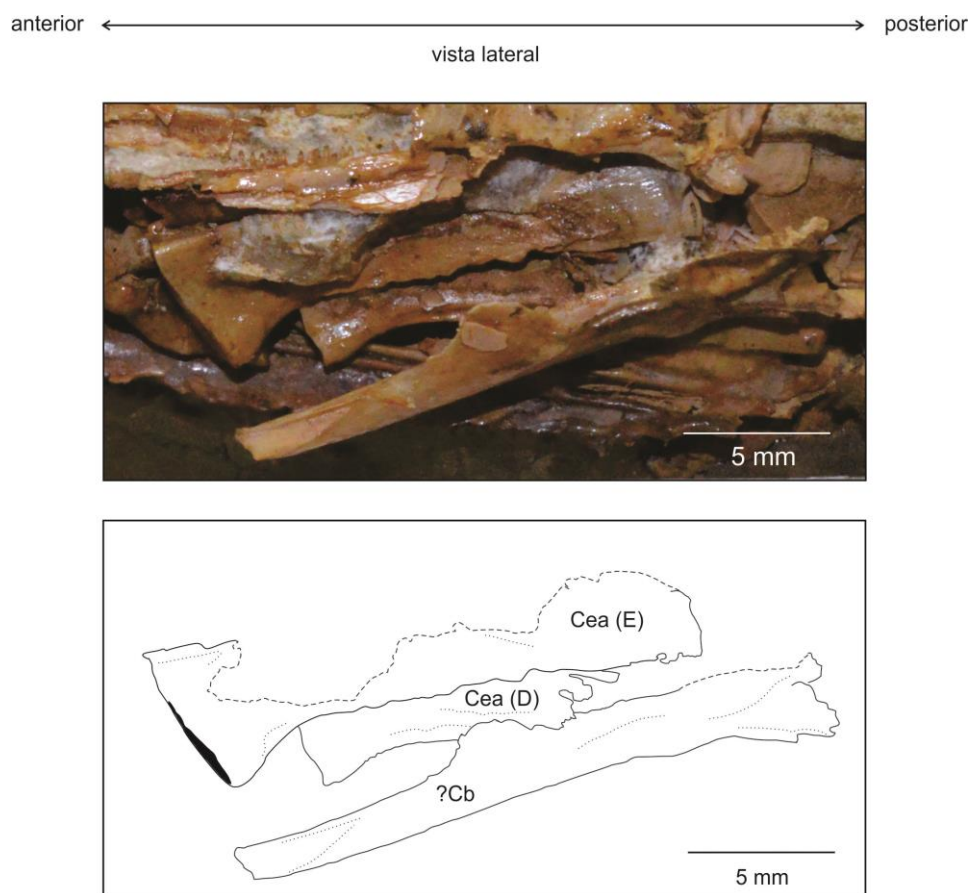 anterior posterior
vista lateral
5 mm
Cea (E)
Cea (D)
?Cb
5 mm